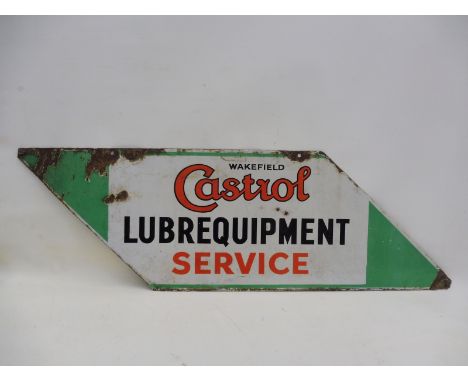 WAKEFIELD
Castrol
LUBREQUIPMENT
SERVICE